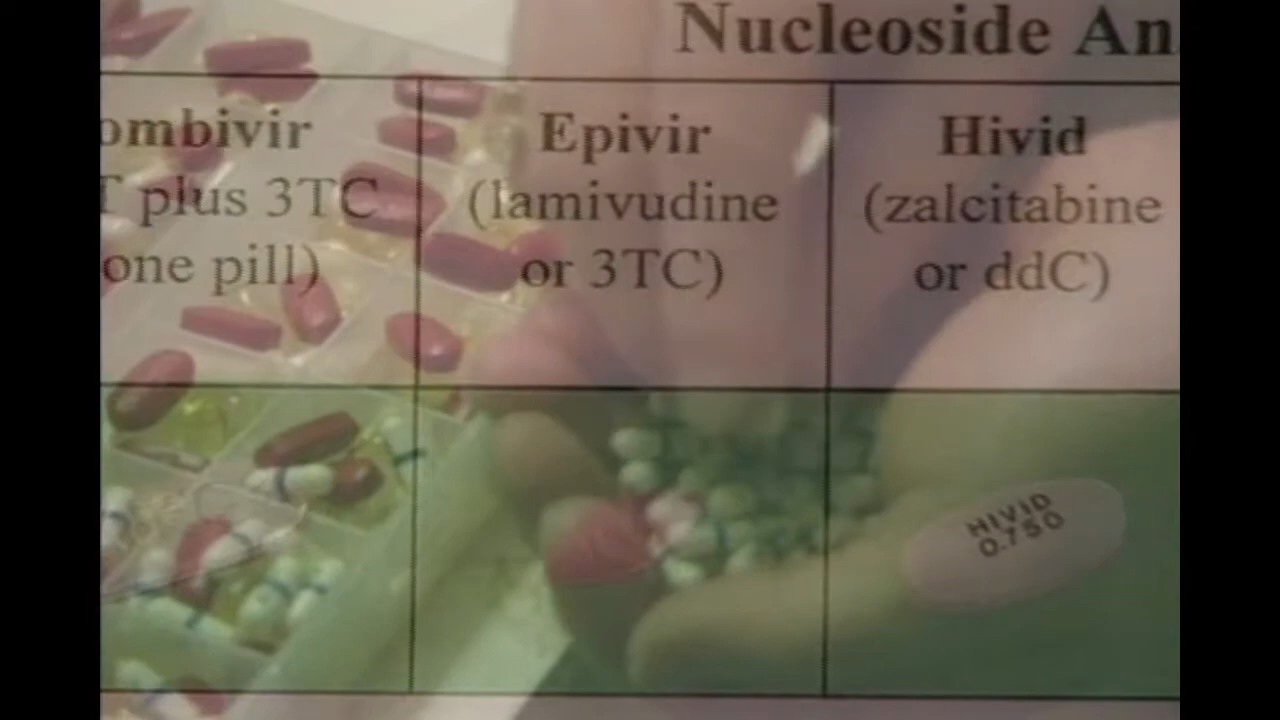 Nucleoside An
ombivir
T plus 3TC
one pill)
Epivir
(lamivudine
or 3TC)
Hivid
(zalcitabine
or ddC)
HIVID
0.750